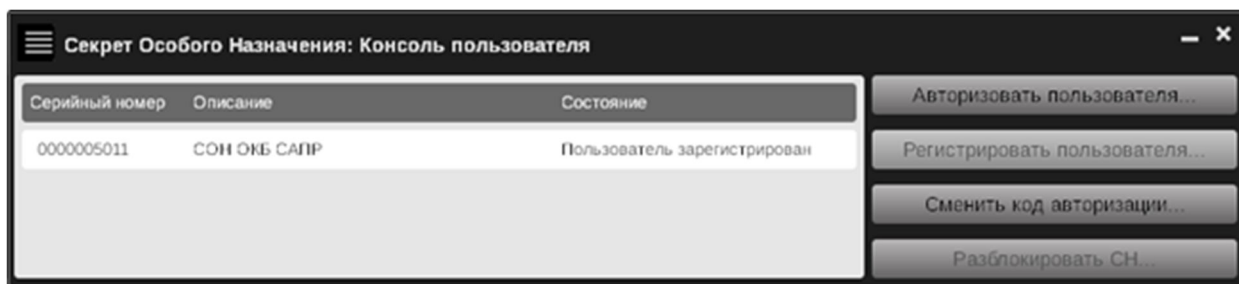 Секрет Особого Назначения: Консоль пользователя
Серийный номер Описание Состояние
0000005011 СОН ОКБ САПР Пользователь зарегистрирован
Авторизовать пользователя...
Регистрировать пользователя...
Сменить код авторизации...
Разблокировать СН...